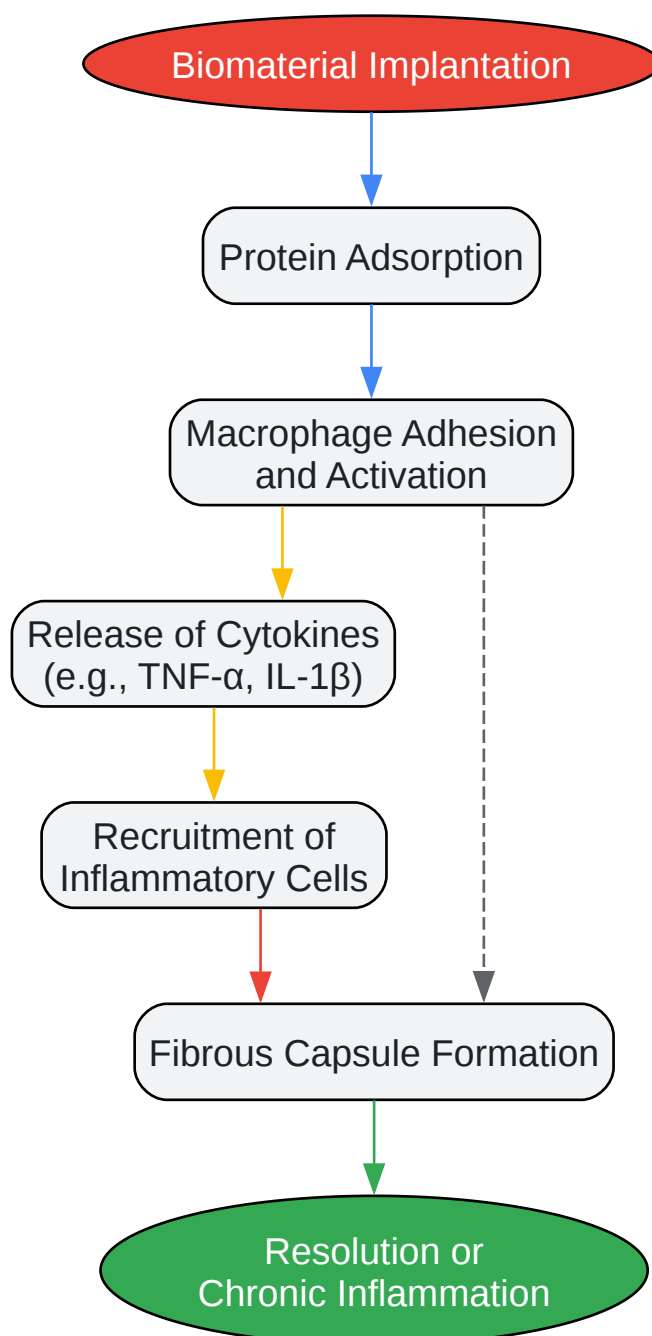 Biomaterial Implantation
Protein Adsorption
Macrophage Adhesion
and Activation
Release of Cytokines
(e.g., TNF-α, IL-1β)
Recruitment of
Inflammatory Cells
Fibrous Capsule Formation
Resolution or
Chronic Inflammation